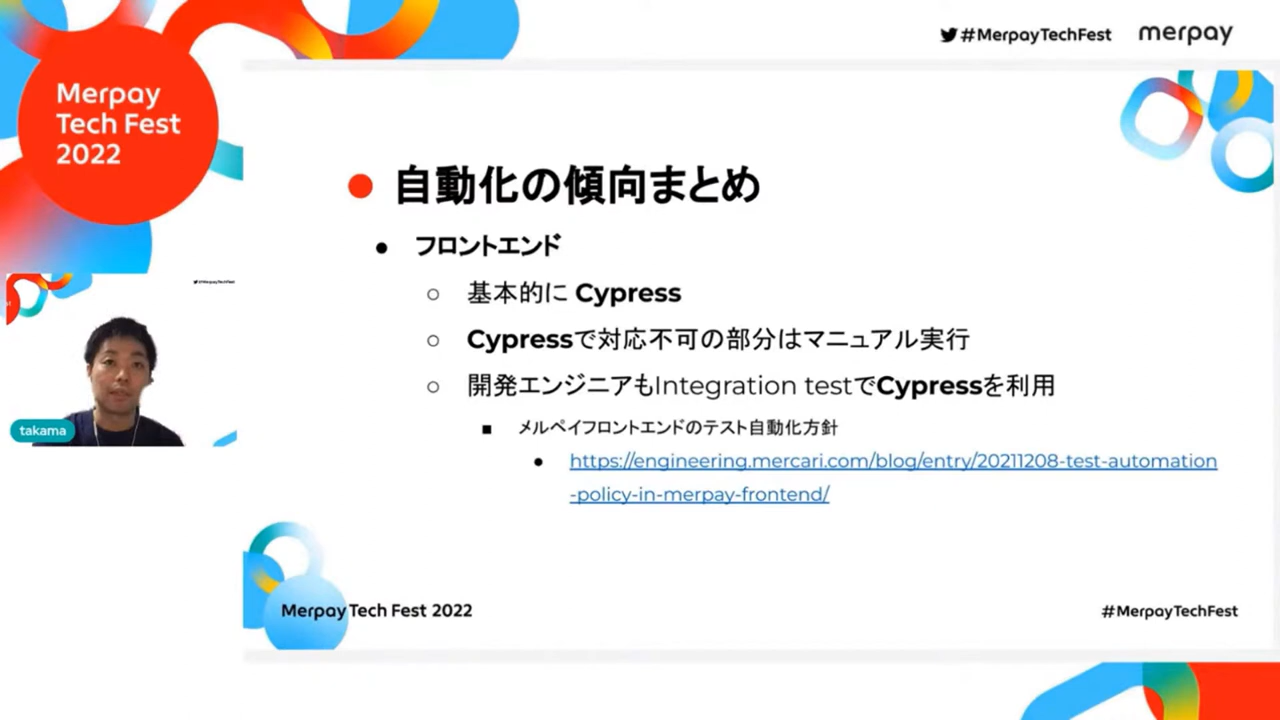 #MerpayTechFest
merpay
Merpay
Tech Fest
2022
自動化の傾向まとめ
フロントエンド
基本的に Cypress
Cypressで対応不可の部分はマニュアル実行
開発エンジニアもIntegration testでCypressを利用
メルペイフロントエンドのテスト自動化方針
https://engineering.mercari.com/blog/entry/20211208-test-automation
-policy-in-merpay-frontend/
#MerpayTechFest
takama
Merpay Tech Fest 2022
#MerpayTechFest